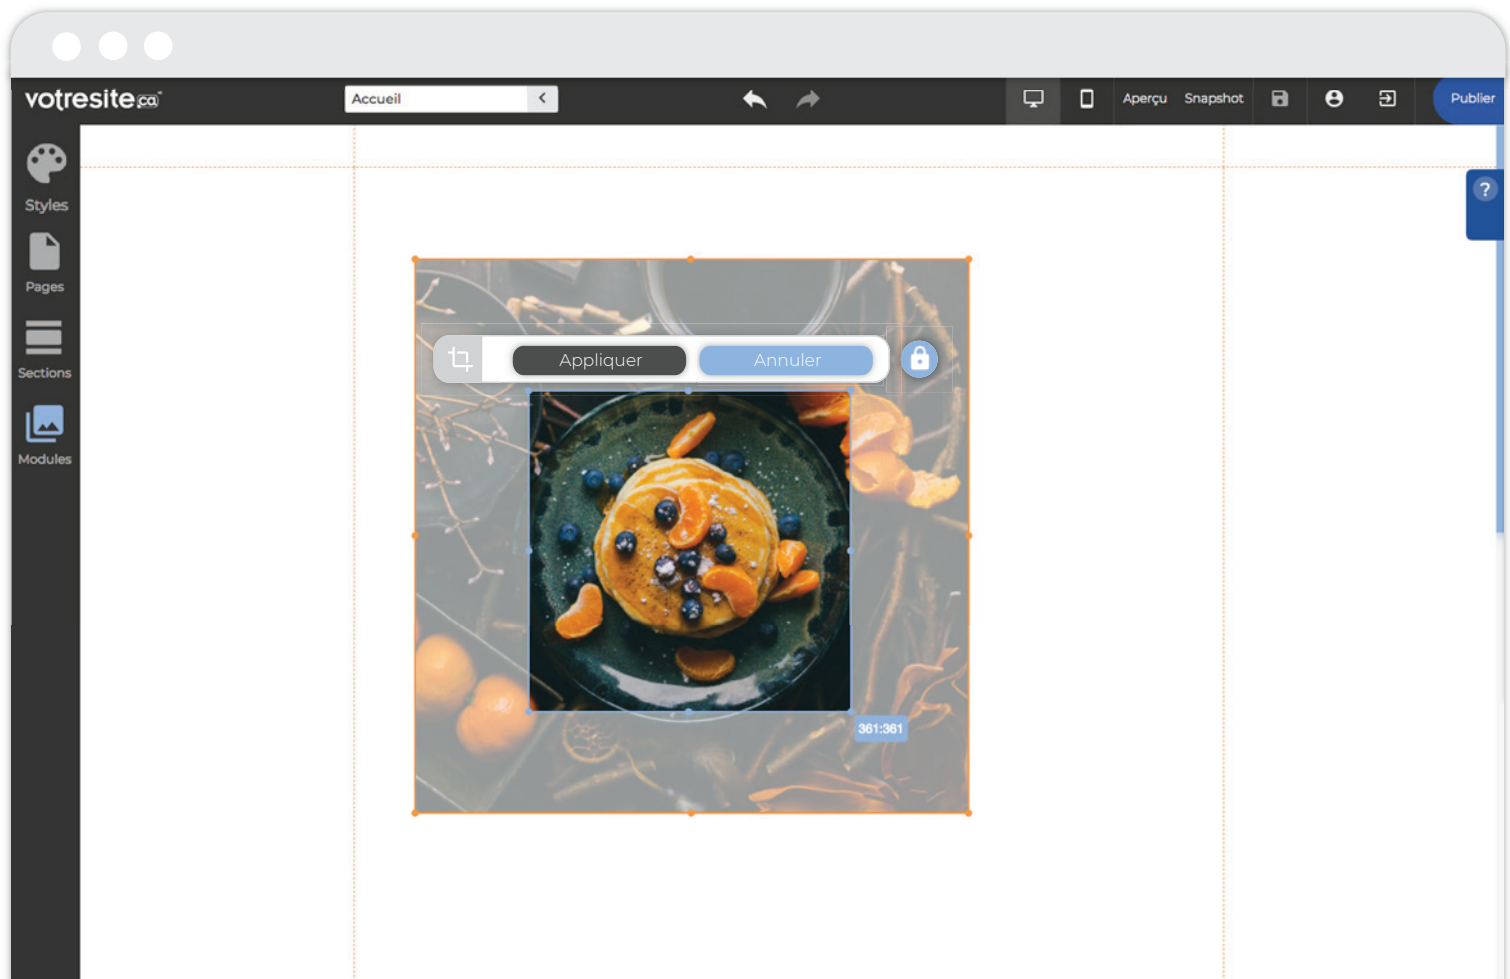 votresite.ca
Accueil
Aperçu
Snapshot
Publier
?
Styles
Pages
Sections
Modules
Appliquer
Annuler
361:361